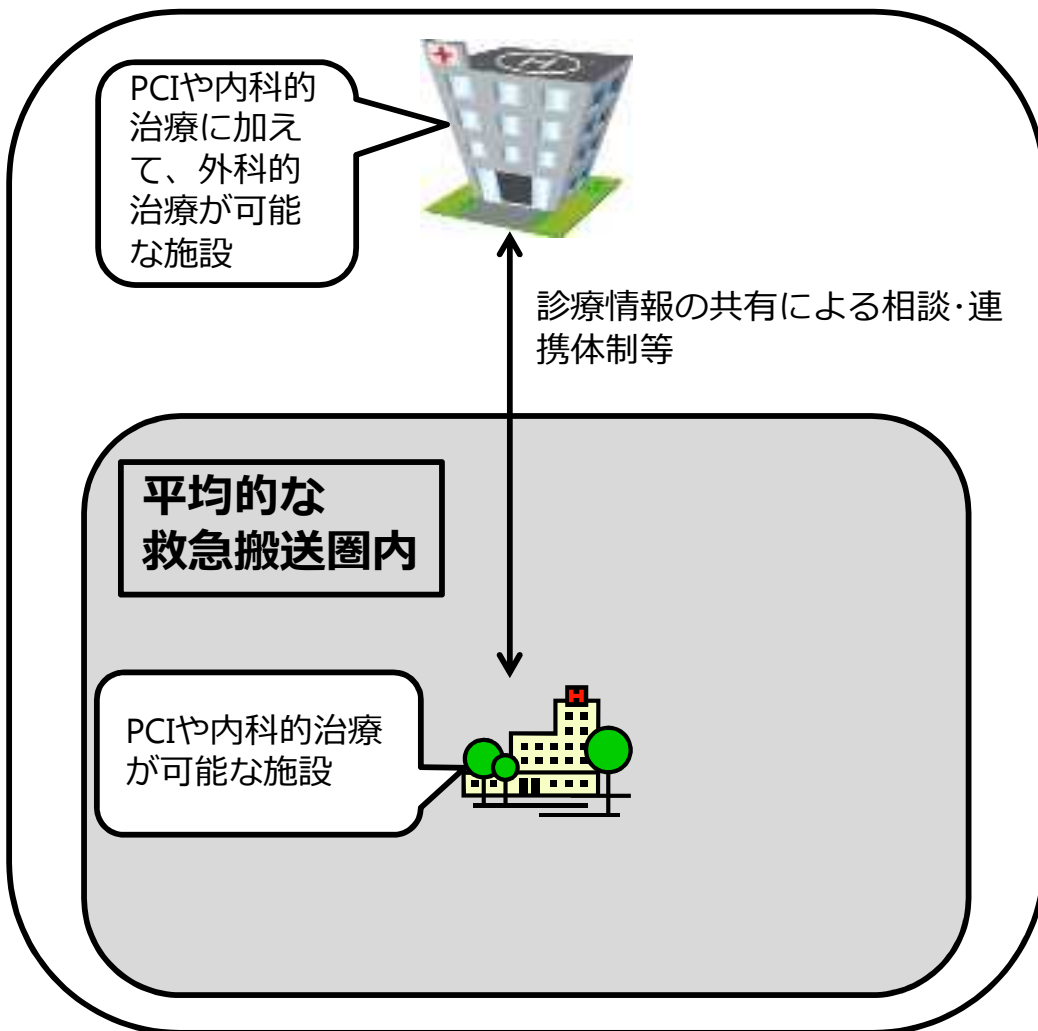 PCIや内科的
治療に加え
て、外科的
治療が可能
な施設
診療情報の共有による相談･連
携体制等
平均的な
救急搬送圏内
PCIや内科的治療
が可能な施設
H
H